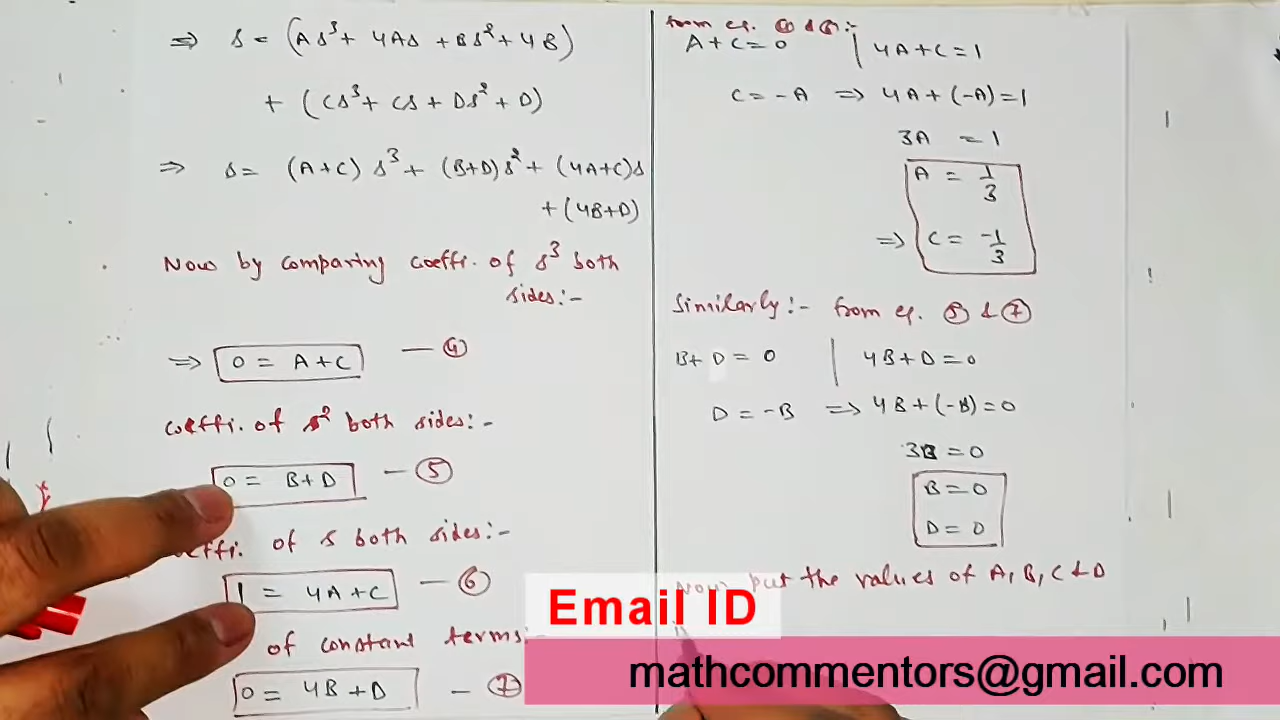 ⇒ s = (As³ + 4As + Bs² + 4B)
+ (Cs³ + Cs + Ds² + D)
⇒ s = (A+C) s³ + (B+D)s² + (4A+C)s
+ (4B+D)
Now by comparing coeffi. of s³ both
sides:-
⇒ 0 = A+C — ④
coeffi. of s² both sides:-
0 = B+D — ⑤
coeffi. of s both sides:-
1 = 4A+C — ⑥
of constant terms:-
0 = 4B+D — ⑦
from eq. ④ & ⑥:-
A+C=0 | 4A+C=1
C=-A ⇒ 4A+(-A)=1
3A = 1
A = 1/3
⇒ C = -1/3
Similarly:- from eq. ⑤ & ⑦
B+D = 0 | 4B+D=0
D = -B ⇒ 4B+(-B)=0
3B = 0
B=0
D=0
Now put the values of A, B, C & D
Email ID
mathcommentors@gmail.com